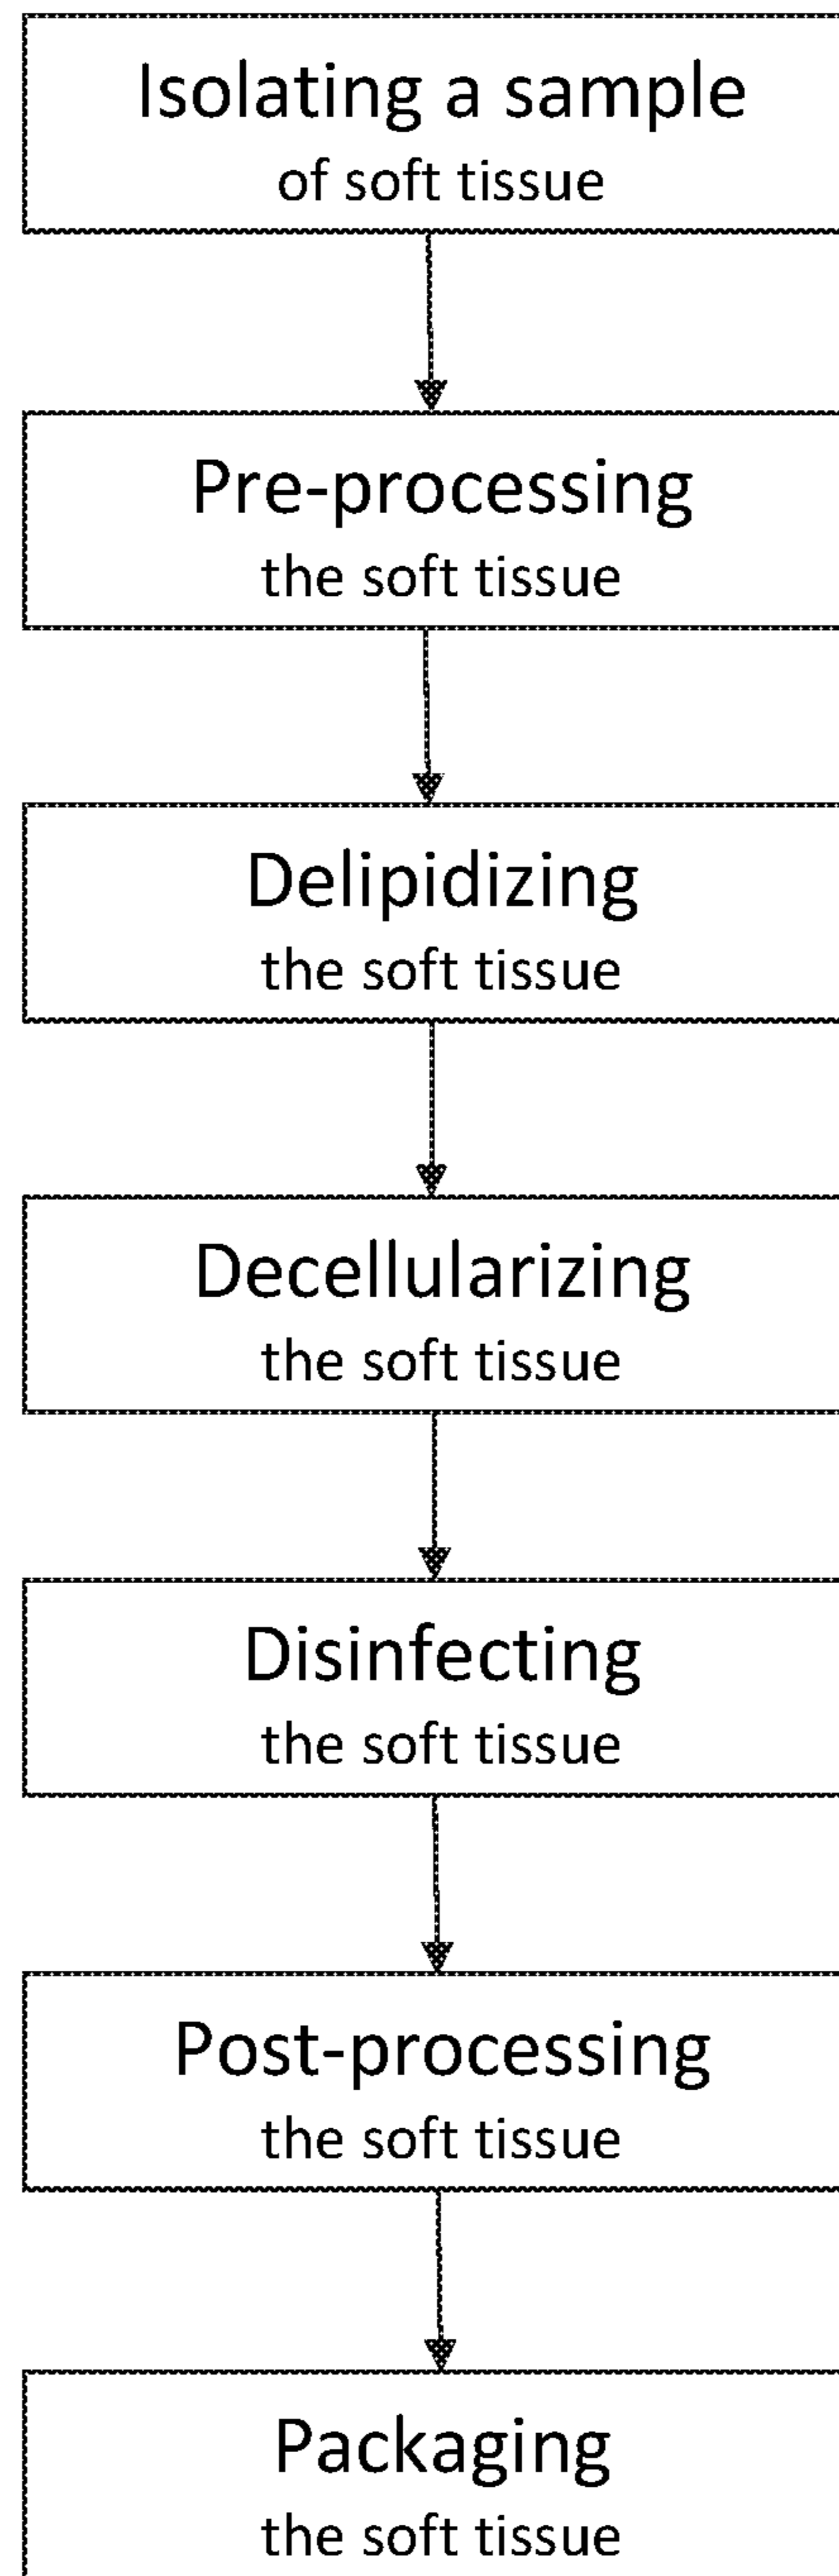 Isolating a sample
of soft tissue
Pre-processing
the soft tissue
Delipidizing
the soft tissue
Decellularizing
the soft tissue
Disinfecting
the soft tissue
Post-processing
the soft tissue
Packaging
the soft tissue